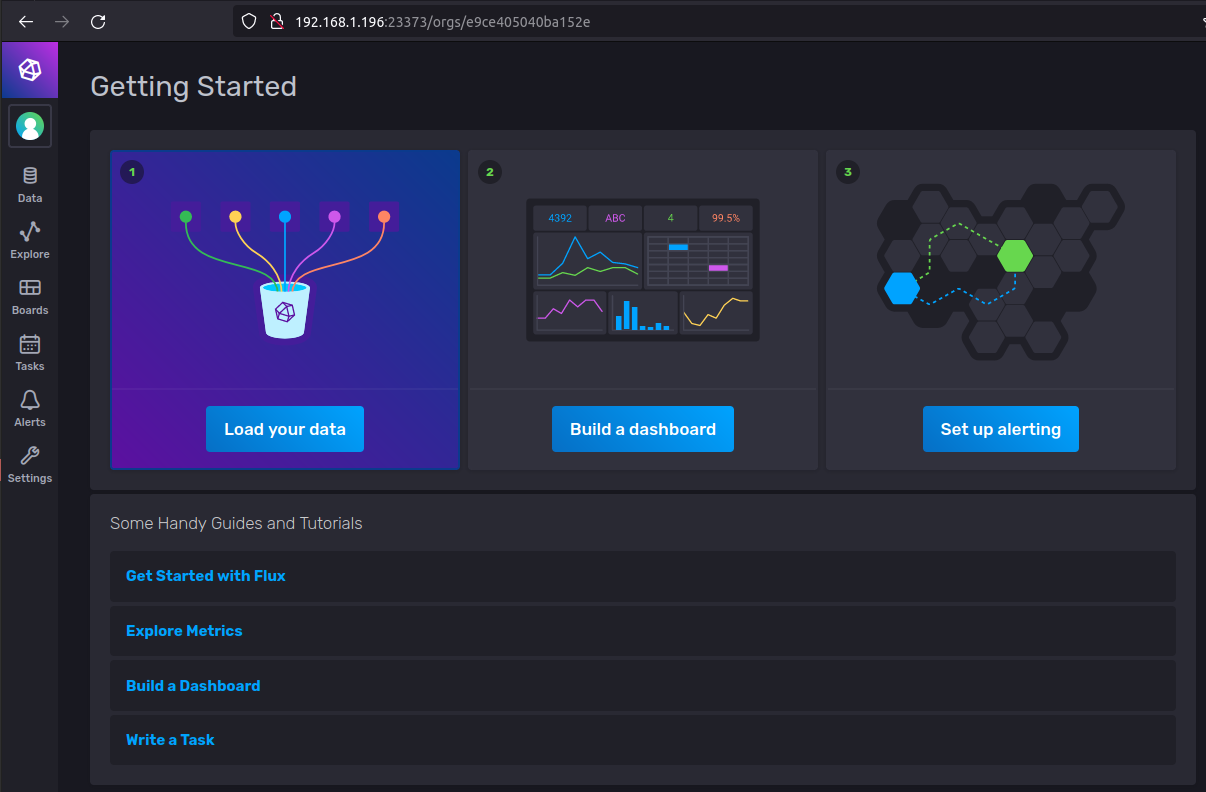 192.168.1.196:23373/orgs/e9ce405040ba152e
Getting Started
Data
Explore
Boards
Tasks
Alerts
Settings
1
Load your data
2
4392 ABC 4 99.5%
Build a dashboard
3
Set up alerting
Some Handy Guides and Tutorials
Get Started with Flux
Explore Metrics
Build a Dashboard
Write a Task